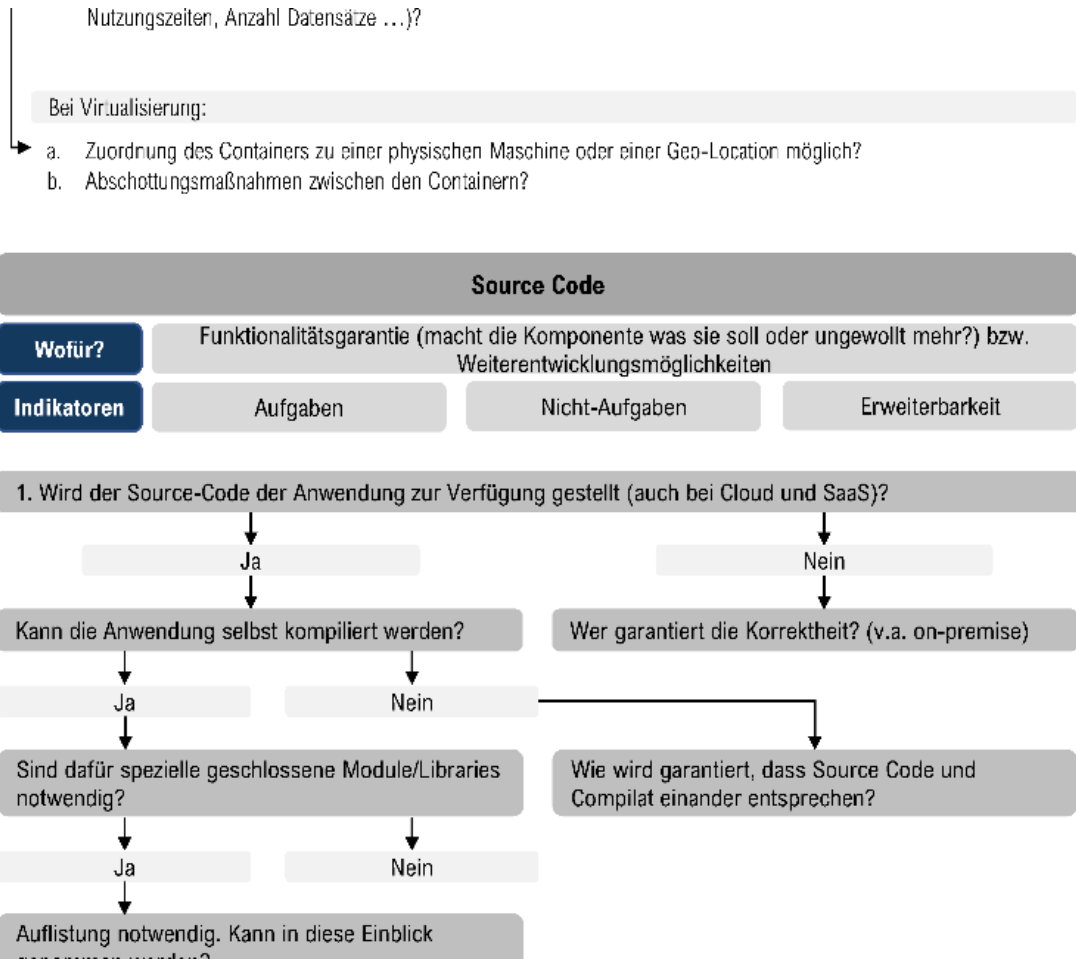 Nutzungszeiten, Anzahl Datensätze …)?
Bei Virtualisierung:
a. Zuordnung des Containers zu einer physischen Maschine oder einer Geo-Location möglich?
b. Abschottungsmaßnahmen zwischen den Containern?
Source Code
Wofür?
Funktionalitätsgarantie (macht die Komponente was sie soll oder ungewollt mehr?) bzw.
Weiterentwicklungsmöglichkeiten
Indikatoren
Aufgaben
Nicht-Aufgaben
Erweiterbarkeit
1. Wird der Source-Code der Anwendung zur Verfügung gestellt (auch bei Cloud und SaaS)?
Ja
Nein
Kann die Anwendung selbst kompiliert werden?
Wer garantiert die Korrektheit? (v.a. on-premise)
Ja
Nein
Sind dafür spezielle geschlossene Module/Libraries
notwendig?
Wie wird garantiert, dass Source Code und
Compilat einander entsprechen?
Ja
Nein
Auflistung notwendig. Kann in diese Einblick